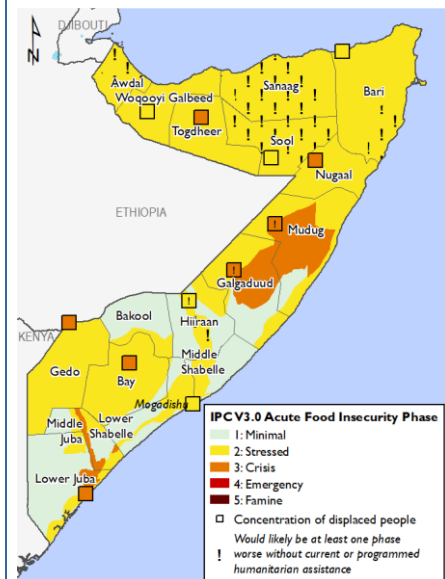 DJIBOUTI
N
Awdal
Woqooyi Galbeed
Togdheer
Sanaag
Bari
Sool
Nugaal
ETHIOPIA
Mudug
Galgaduud
Hiiraan
Bakool
KENYA
Gedo
Bay
Middle
Shabelle
Mogadishu
Middle
Juba
Lower
Shabelle
Lower Juba
IPC V3.0 Acute Food Insecurity Phase
1: Minimal
2: Stressed
3: Crisis
4: Emergency
5: Famine
Concentration of displaced people
Would likely be at least one phase
! worse without current or programmed
humanitarian assistance